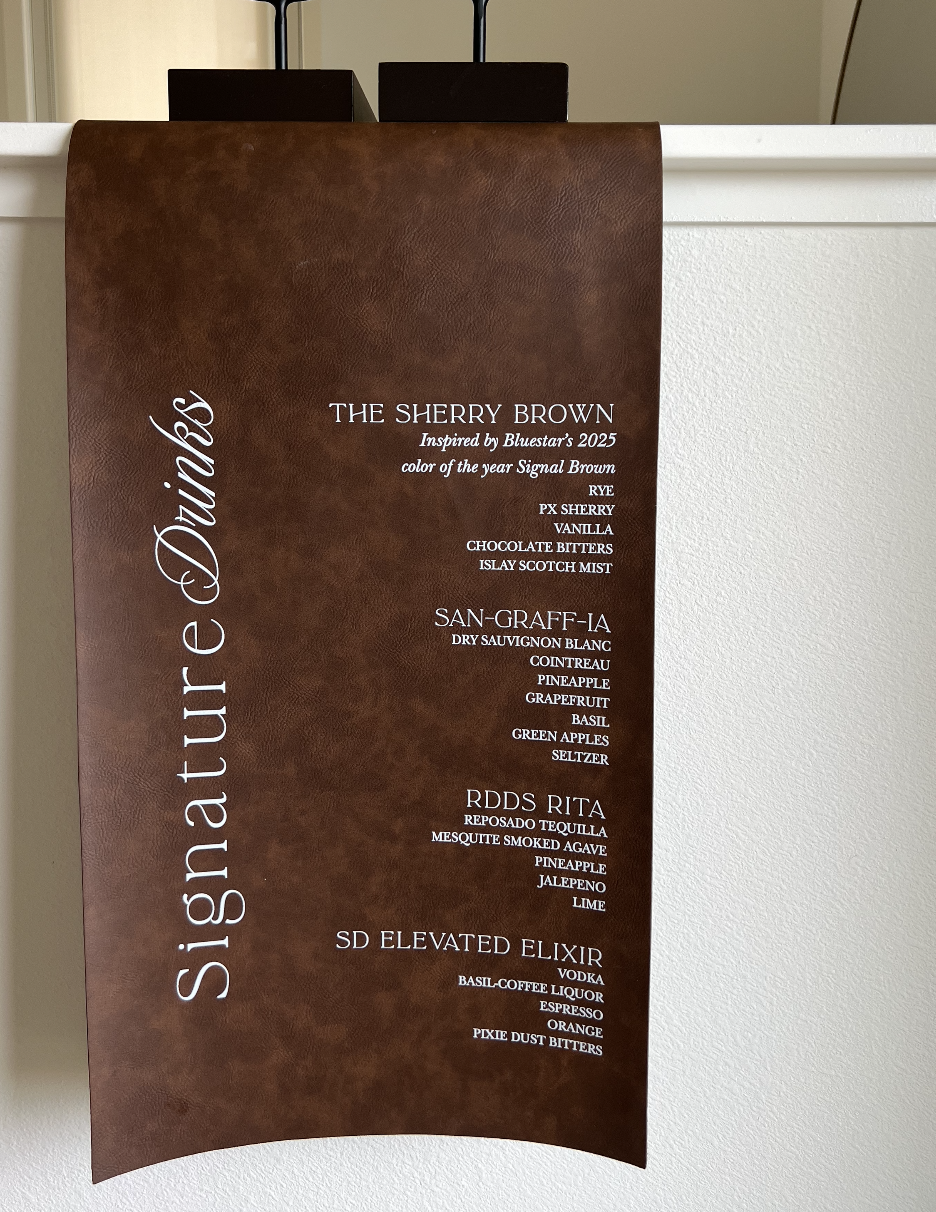 Signature Drinks
THE SHERRY BROWN
Inspired by Bluestar's 2025
color of the year Signal Brown
RYE
PX SHERRY
VANILLA
CHOCOLATE BITTERS
ISLAY SCOTCH MIST
SAN-GRAFF-IA
DRY SAUVIGNON BLANC
COINTREAU
PINEAPPLE
GRAPEFRUIT
BASIL
GREEN APPLES
SELTZER
RDDS RITA
REPOSADO TEQUILLA
MESQUITE SMOKED AGAVE
PINEAPPLE
JALEPENO
LIME
SD ELEVATED ELIXIR
VODKA
BASIL-COFFEE LIQUOR
ESPRESSO
ORANGE
PIXIE DUST BITTERS